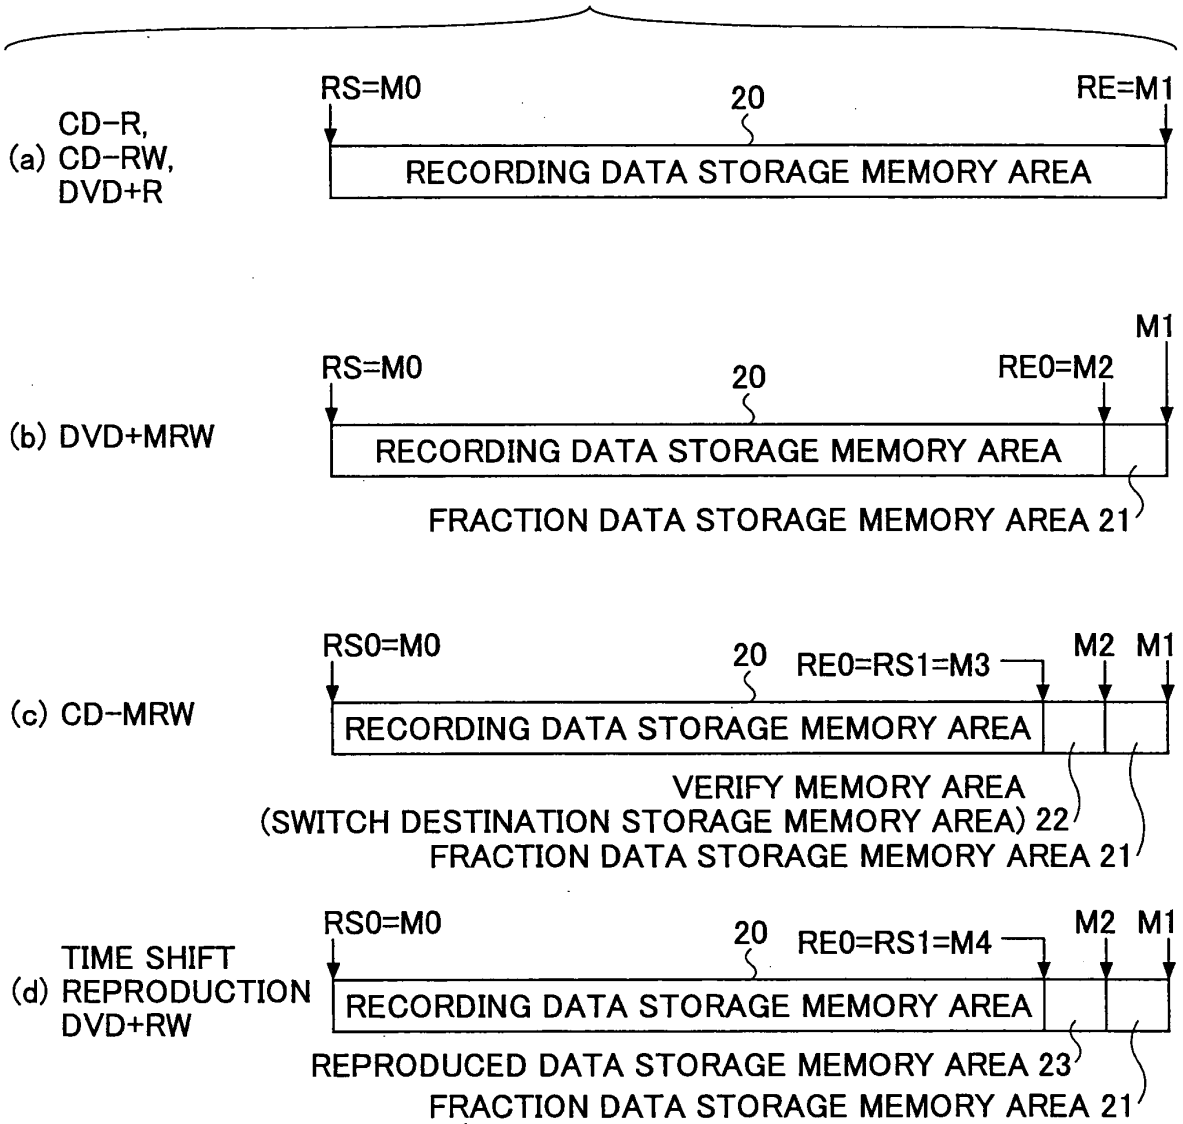 RS=M0
20
RE=M1
(a) CD-R,
CD-RW,
DVD+R
RECORDING DATA STORAGE MEMORY AREA
M1
RS=M0
20
RE0=M2
(b) DVD+MRW
RECORDING DATA STORAGE MEMORY AREA
FRACTION DATA STORAGE MEMORY AREA 21
RS0=M0
20
RE0=RS1=M3
M2
M1
(c) CD-MRW
RECORDING DATA STORAGE MEMORY AREA
VERIFY MEMORY AREA
(SWITCH DESTINATION STORAGE MEMORY AREA) 22
FRACTION DATA STORAGE MEMORY AREA 21
RS0=M0
20
RE0=RS1=M4
M2
M1
TIME SHIFT
(d) REPRODUCTION
DVD+RW
RECORDING DATA STORAGE MEMORY AREA
REPRODUCED DATA STORAGE MEMORY AREA 23
FRACTION DATA STORAGE MEMORY AREA 21